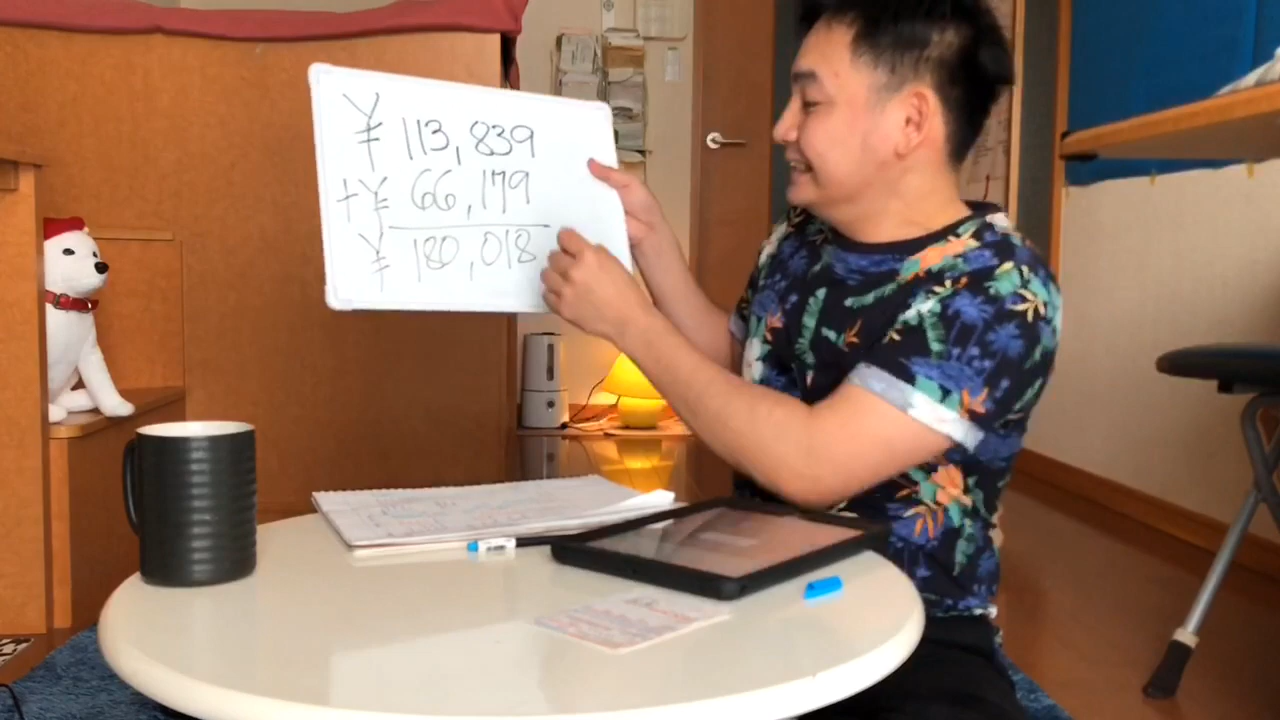 ¥ 113,839
+ ¥ 66,179
¥ 180,018